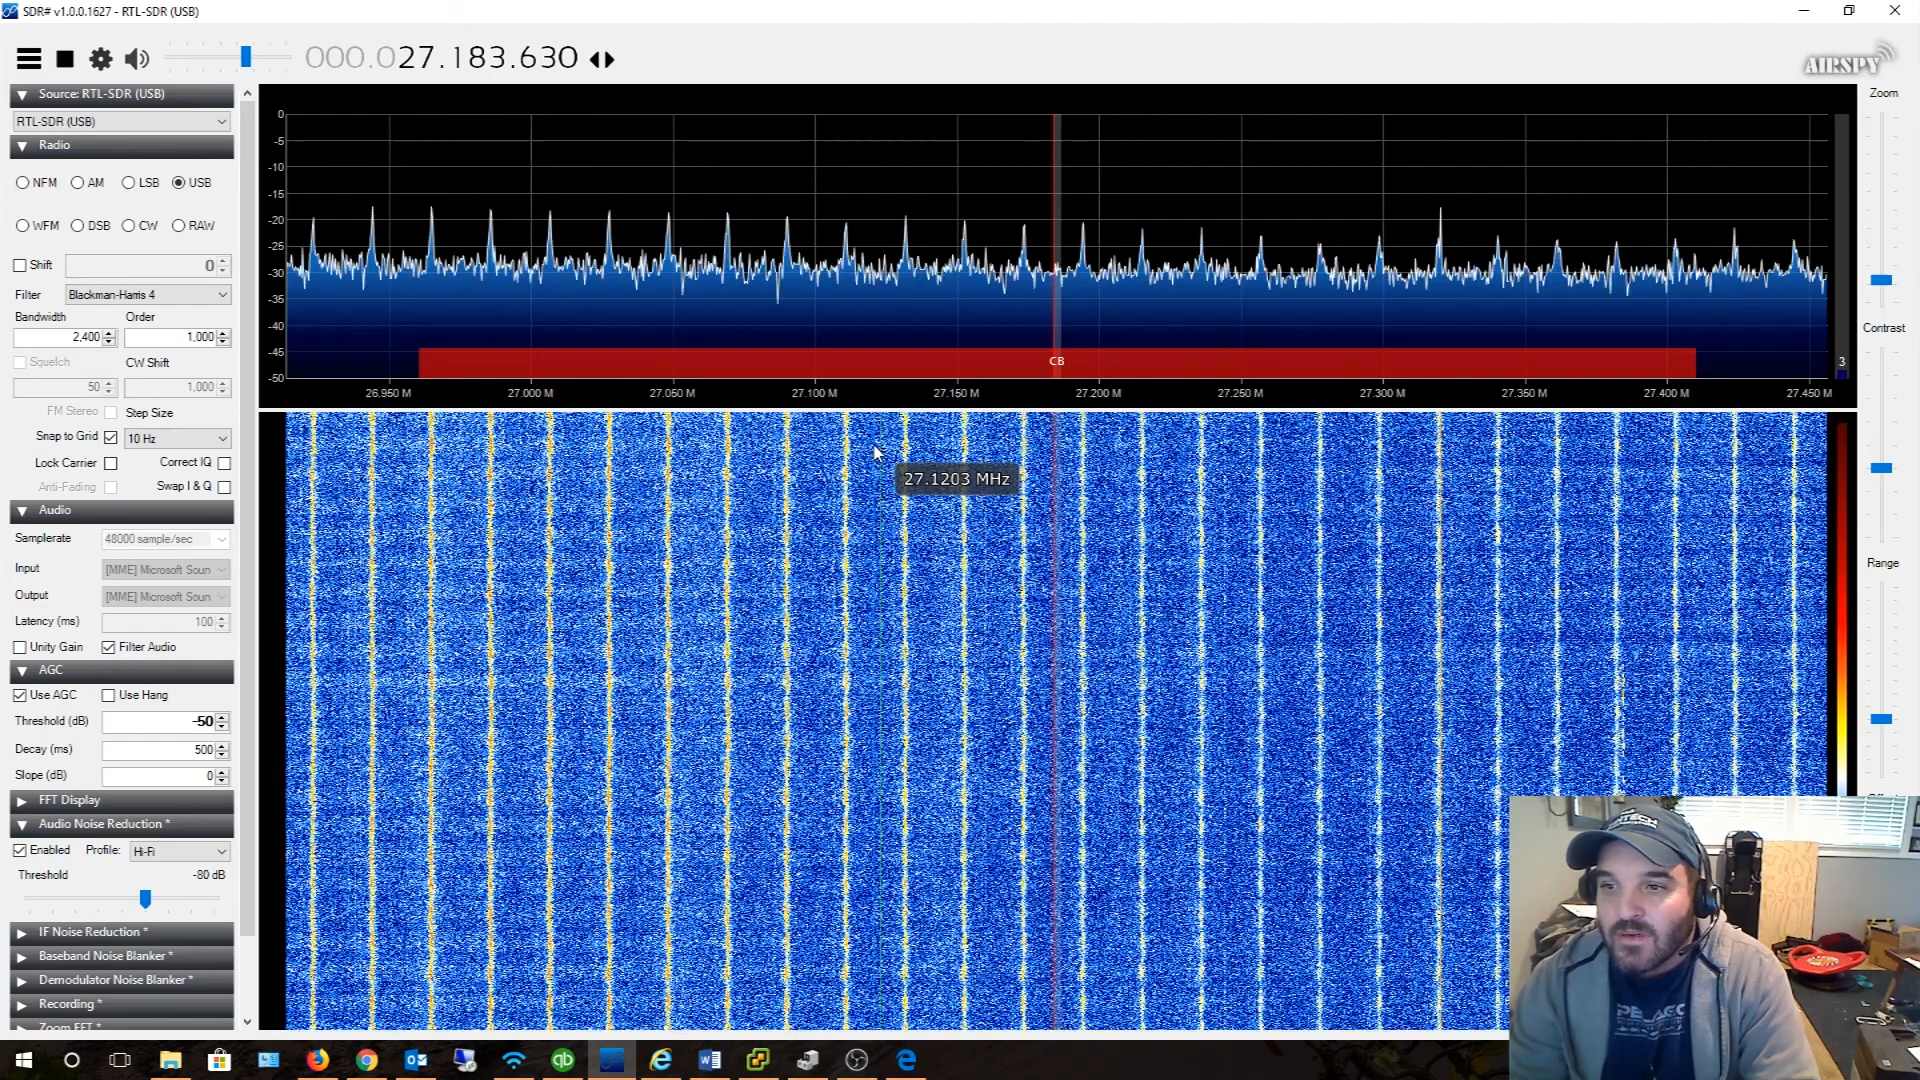 SDR# v1.0.0.1627 - RTL-SDR (USB)
000.027.183.630
AIRSPY
Source: RTL-SDR (USB)
RTL-SDR (USB)
Radio
NFM AM LSB USB
WFM DSB CW RAW
Shift 0
Filter Blackman-Harris 4
Bandwidth Order
2,400 1,000
Squelch CW Shift
50 1,000
FM Stereo Step Size
Snap to Grid 10 Hz
Lock Carrier Correct IQ
Anti-Fading Swap I & Q
Audio
Samplerate 48000 sample/sec
Input [MME] Microsoft Soun
Output [MME] Microsoft Soun
Latency (ms) 100
Unity Gain Filter Audio
AGC
Use AGC Use Hang
Threshold (dB) -50
Decay (ms) 500
Slope (dB) 0
FFT Display
Audio Noise Reduction *
Enabled Profile: Hi-Fi
Threshold -80 dB
IF Noise Reduction *
Baseband Noise Blanker *
Demodulator Noise Blanker *
Recording *
Zoom FFT *
0
-5
-10
-15
-20
-25
-30
-35
-40
-45
-50
CB
3
26.950 M 27.000 M 27.050 M 27.100 M 27.150 M 27.200 M 27.250 M 27.300 M 27.350 M 27.400 M 27.450 M
27.1203 MHz
Zoom
Contrast
Range
PELAGIC